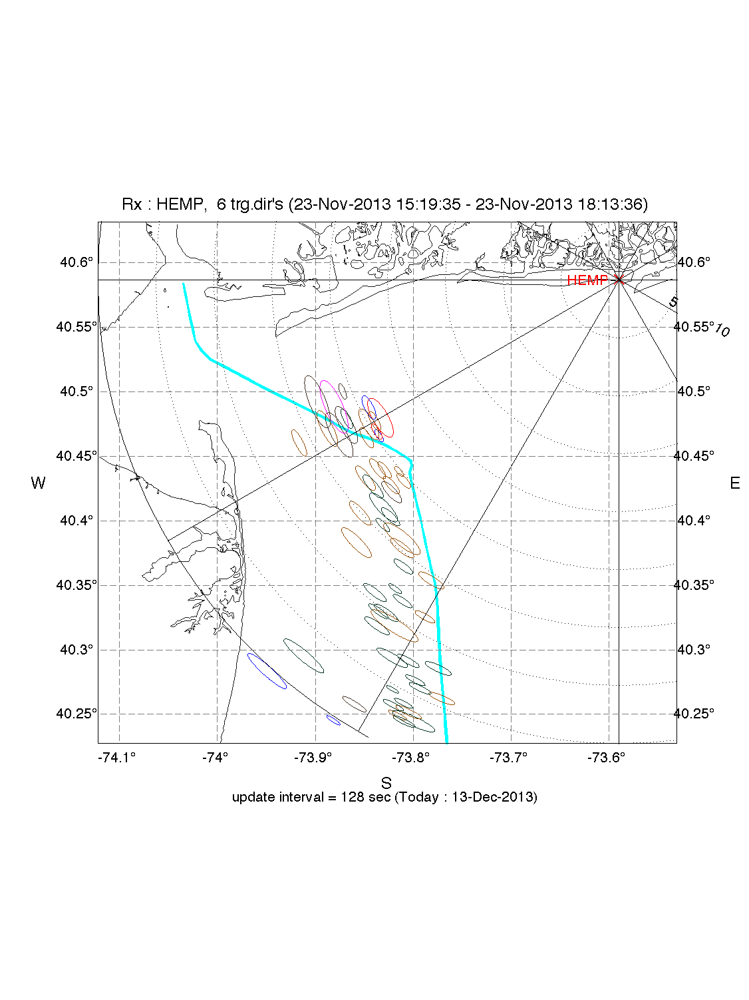 Rx : HEMP,  6 trg.dir's (23-Nov-2013 15:19:35 - 23-Nov-2013 18:13:36)
40.6° 40.6°
HEMP
5
40.55° 40.55° 10
40.5° 40.5°
40.45° 40.45°
W E
40.4° 40.4°
40.35° 40.35°
40.3° 40.3°
40.25° 40.25°
-74.1° -74° -73.9° -73.8° -73.7° -73.6°
S
update interval = 128 sec (Today : 13-Dec-2013)